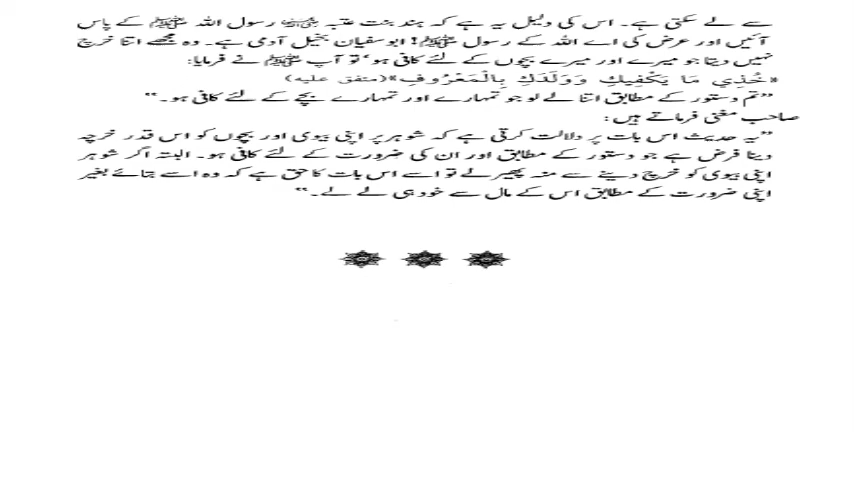 سے لے سکتی ہے۔ اس کی دلیل یہ ہے کہ ہند بنت عتبہ رضی اللہ عنہا رسول اللہ ﷺ کے پاس
آئیں اور عرض کی اے اللہ کے رسول ﷺ! ابو سفیان بخیل آدمی ہے۔ وہ مجھے اتنا خرچ
نہیں دیتا جو میرے اور میرے بچوں کے لئے کافی ہو‘ تو آپ ﷺ نے فرمایا:
«خُذِي مَا يَكْفِيكِ وَوَلَدَكِ بِالْمَعْرُوفِ» (متفق عليه)
”تم دستور کے مطابق اتنا لے لو جو تمہارے اور تمہارے بچے کے لئے کافی ہو۔“
صاحب مغنی فرماتے ہیں:
”یہ حدیث اس بات پر دلالت کرتی ہے کہ شوہر پر اپنی بیوی اور بچوں کو اس قدر خرچہ
دینا فرض ہے جو دستور کے مطابق اور ان کی ضرورت کے لئے کافی ہو۔ البتہ اگر شوہر
اپنی بیوی کو خرچ دینے سے منہ پھیر لے تو اسے اس بات کا حق ہے کہ وہ اسے بتائے بغیر
اپنی ضرورت کے مطابق اس کے مال سے خود ہی لے لے۔“